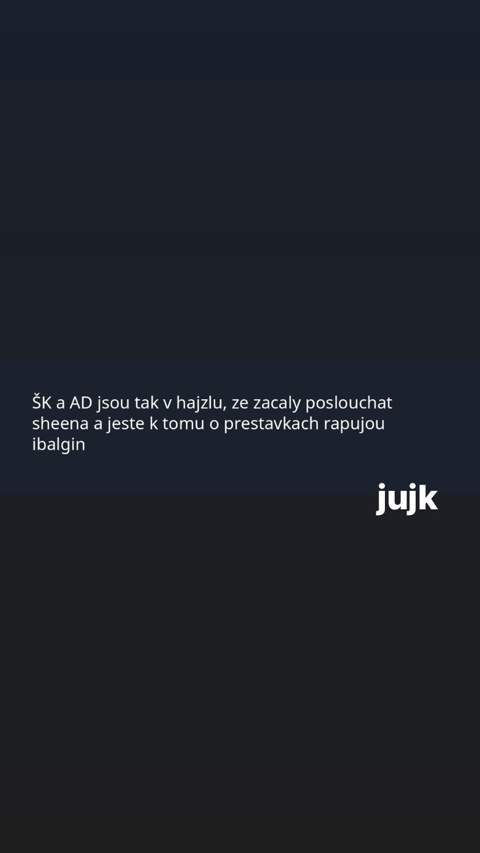 ŠK a AD jsou tak v hajzlu, ze zacaly poslouchat
sheena a jeste k tomu o prestavkach rapujou
ibalgin
jujk